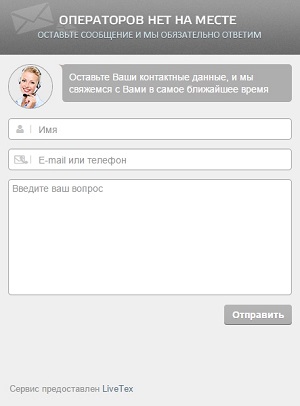 ОПЕРАТОРОВ НЕТ НА МЕСТЕ
ОСТАВЬТЕ СООБЩЕНИЕ И МЫ ОБЯЗАТЕЛЬНО ОТВЕТИМ
Оставьте Ваши контактные данные, и мы
свяжемся с Вами в самое ближайшее время
Имя
E-mail или телефон
Введите ваш вопрос
Отправить
Сервис предоставлен LiveTex